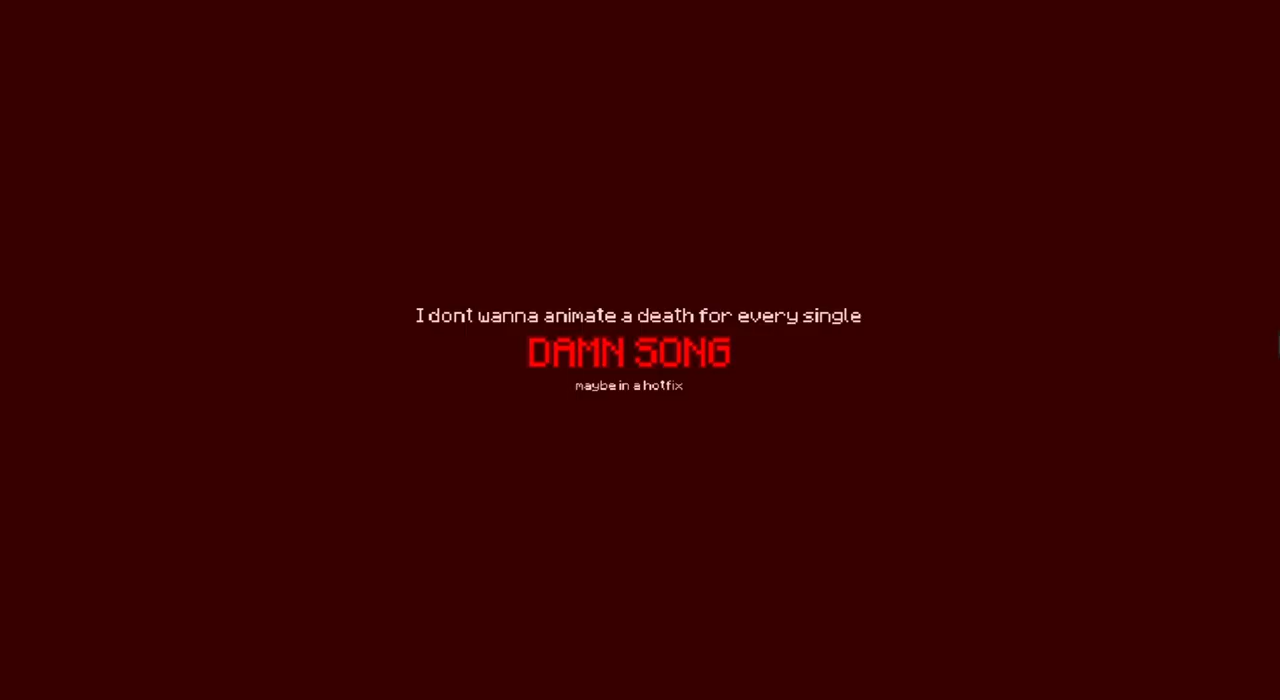 I dont wanna animate a death for every single
DAMN SONG
maybe in a hotfix